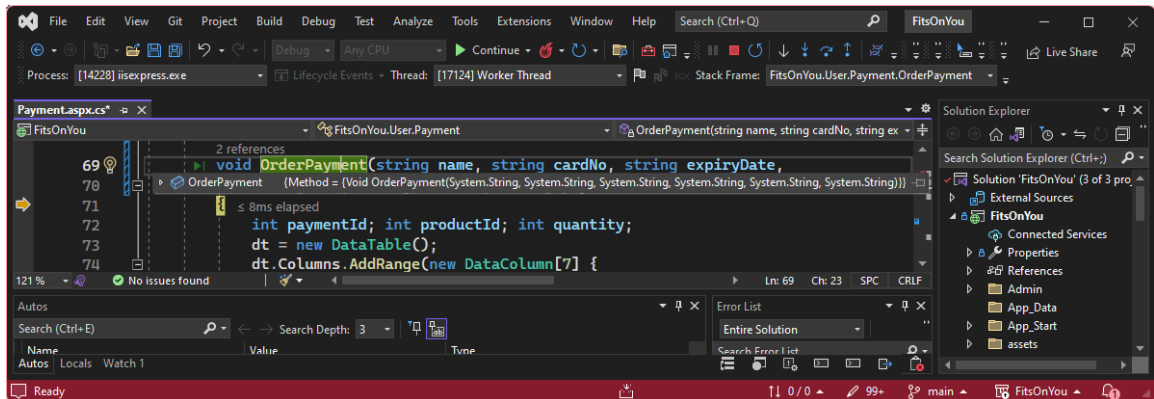 File Edit View Git Project Build Debug Test Analyze Tools Extensions Window Help Search (Ctrl+Q) FitsOnYou
Debug Any CPU Continue Live Share
Process: [14228] iisexpress.exe Lifecycle Events Thread: [17124] Worker Thread Stack Frame: FitsOnYou.User.Payment.OrderPayment
Payment.aspx.cs*
FitsOnYou FitsOnYou.User.Payment OrderPayment(string name, string cardNo, string ex
2 references
69 void OrderPayment(string name, string cardNo, string expiryDate,
70 OrderPayment {Method = {Void OrderPayment(System.String, System.String, System.String, System.String, System.String, System.String)}}
71 { ≤ 8ms elapsed
72 int paymentId; int productId; int quantity;
73 dt = new DataTable();
74 dt.Columns.AddRange(new DataColumn[7] {
121 % No issues found Ln: 69 Ch: 23 SPC CRLF
Autos
Search (Ctrl+E) Search Depth: 3
Name Value Type
Autos Locals Watch 1
Error List
Entire Solution
Search Error List
Solution Explorer
Search Solution Explorer (Ctrl+;)
Solution 'FitsOnYou' (3 of 3 proj
External Sources
FitsOnYou
Connected Services
Properties
References
Admin
App_Data
App_Start
assets
Ready 0 / 0 99+ main FitsOnYou 1